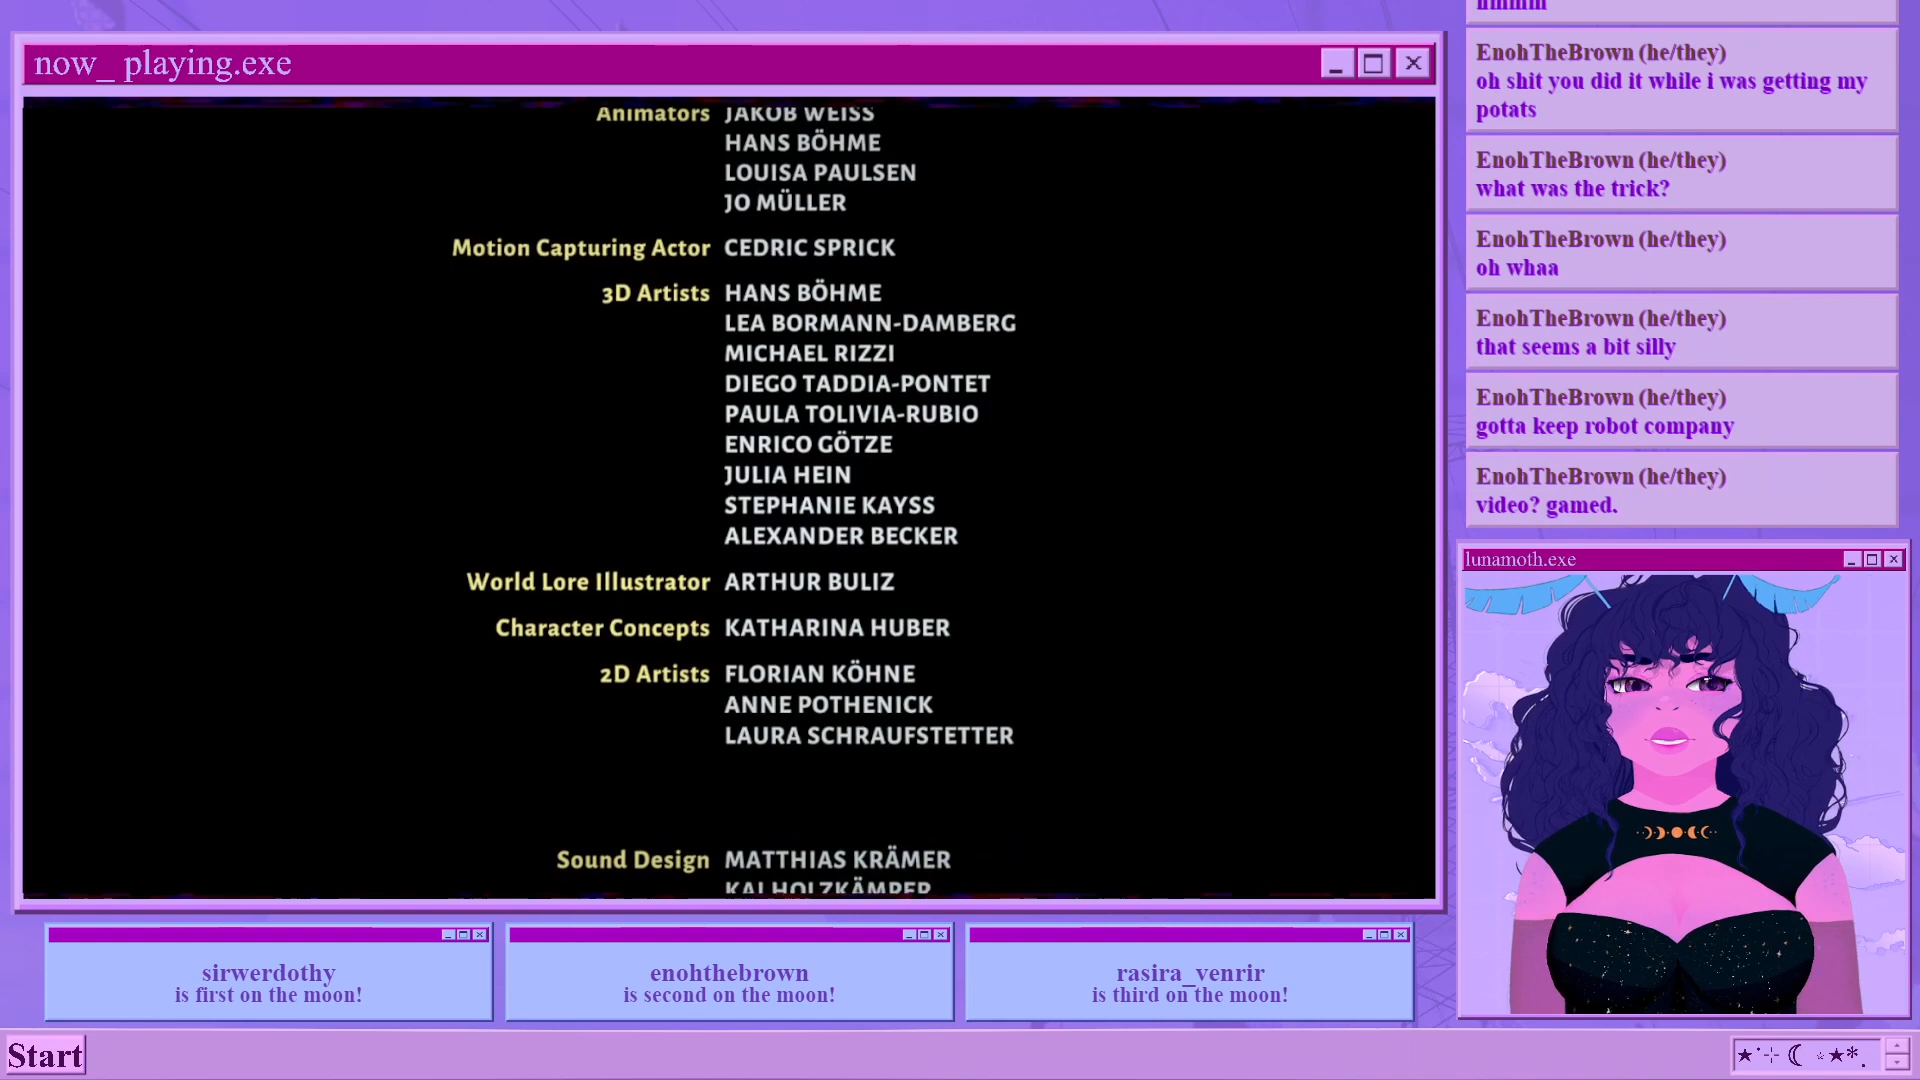 now_ playing.exe
Animators JAKOB WEISS
HANS BÖHME
LOUISA PAULSEN
JO MÜLLER
Motion Capturing Actor CEDRIC SPRICK
3D Artists HANS BÖHME
LEA BORMANN-DAMBERG
MICHAEL RIZZI
DIEGO TADDIA-PONTET
PAULA TOLIVIA-RUBIO
ENRICO GÖTZE
JULIA HEIN
STEPHANIE KAYSS
ALEXANDER BECKER
World Lore Illustrator ARTHUR BULIZ
Character Concepts KATHARINA HUBER
2D Artists FLORIAN KÖHNE
ANNE POTHENICK
LAURA SCHRAUFSTETTER
Sound Design MATTHIAS KRÄMER
KAI HOLZKÄMPER
hmmm
EnohTheBrown (he/they)
oh shit you did it while i was getting my
potats
EnohTheBrown (he/they)
what was the trick?
EnohTheBrown (he/they)
oh whaa
EnohTheBrown (he/they)
that seems a bit silly
EnohTheBrown (he/they)
gotta keep robot company
EnohTheBrown (he/they)
video? gamed.
lunamoth.exe
sirwerdothy
is first on the moon!
enohthebrown
is second on the moon!
rasira_venrir
is third on the moon!
Start